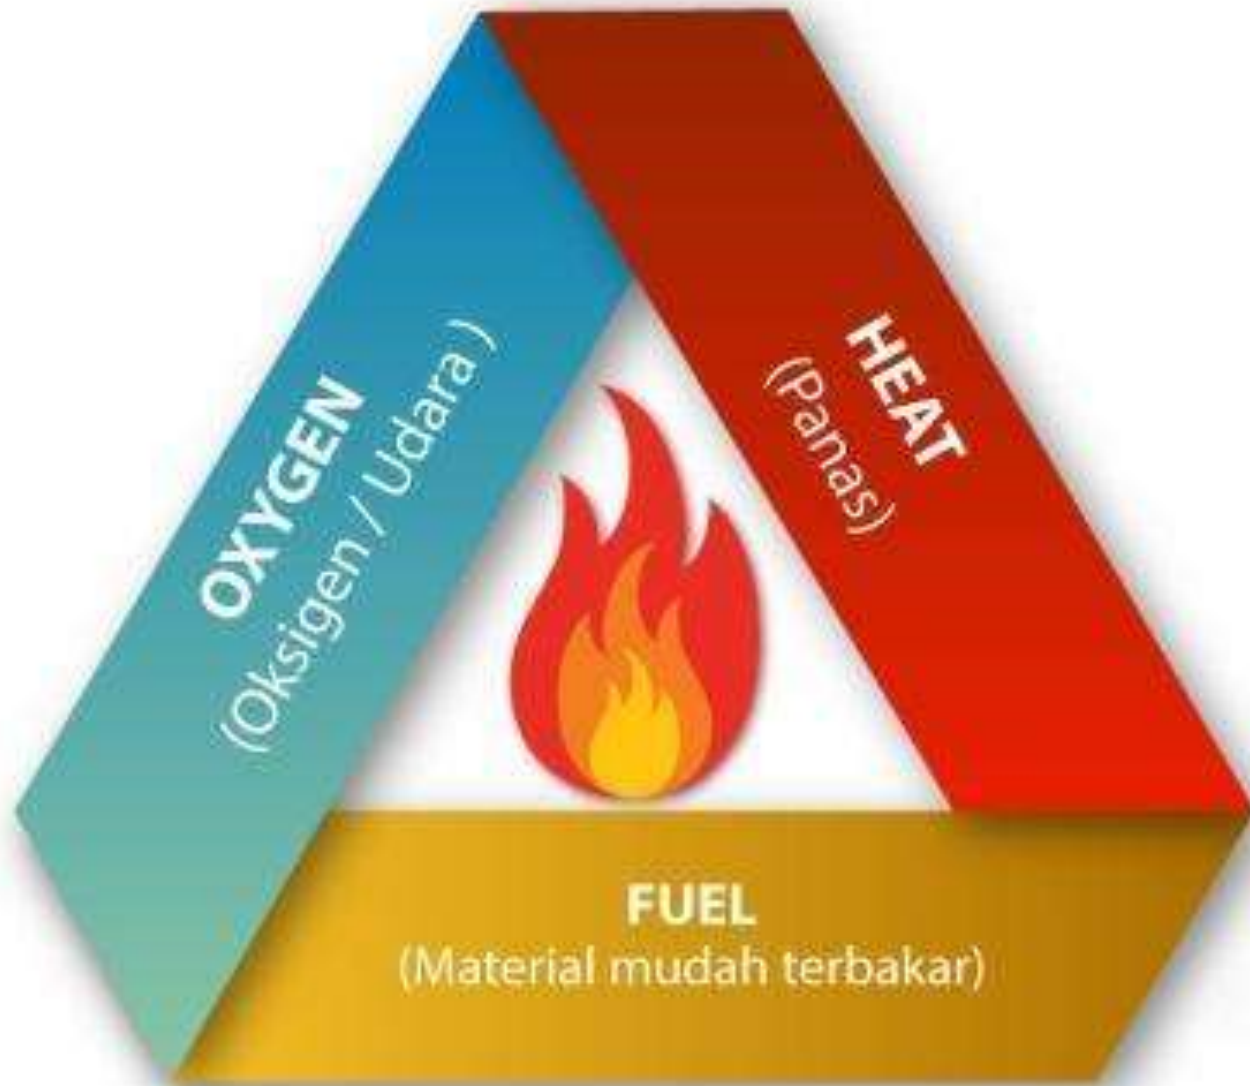 OXYGEN
(Oksigen / Udara )
HEAT
(Panas)
FUEL
(Material mudah terbakar)